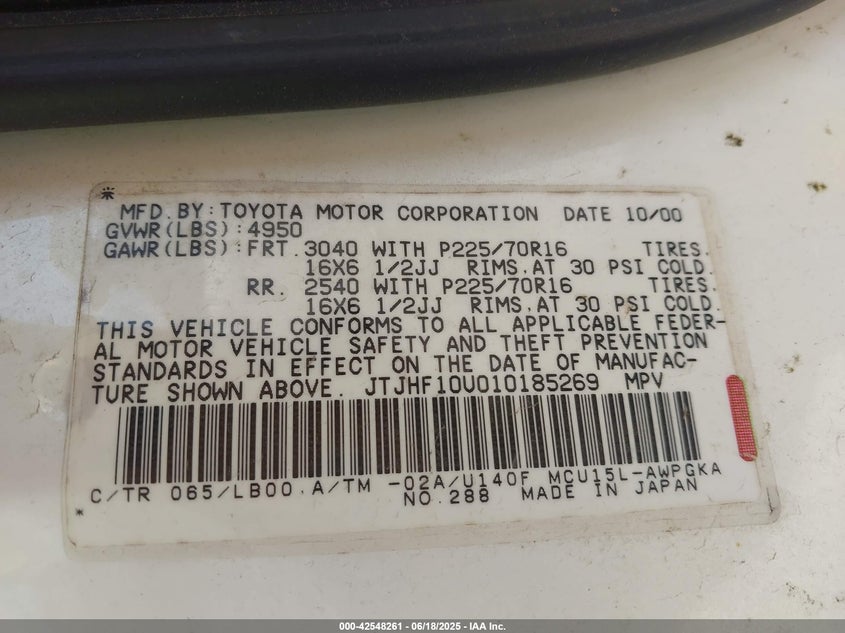 MFD. BY: TOYOTA MOTOR CORPORATION DATE 10/00
GVWR(LBS): 4950
GAWR(LBS): FRT. 3040 WITH P225/70R16 TIRES.
16X6 1/2JJ RIMS. AT 30 PSI COLD.
RR. 2540 WITH P225/70R16 TIRES.
16X6 1/2JJ RIMS. AT 30 PSI COLD.
THIS VEHICLE CONFORMS TO ALL APPLICABLE FEDER-
AL MOTOR VEHICLE SAFETY AND THEFT PREVENTION
STANDARDS IN EFFECT ON THE DATE OF MANUFAC-
TURE SHOWN ABOVE. JTJHF10U010185269 MPV
C/TR 065/LB00. A/TM -02A/U140F MCU15L-AWPGKA
NO.288 MADE IN JAPAN
000-42548261 - 06/18/2025 - IAA Inc.